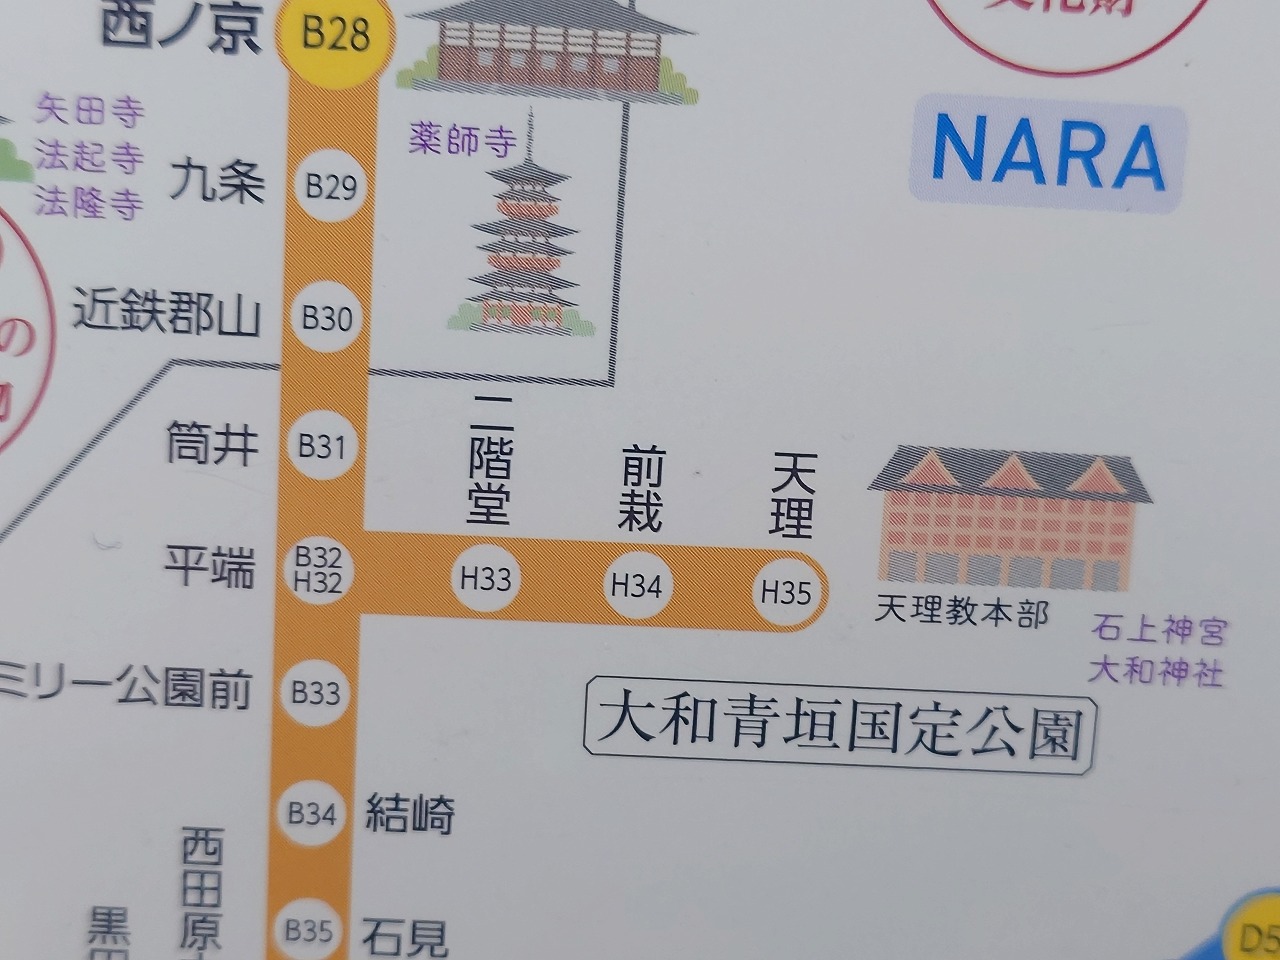 西ノ京
B28
NARA
矢田寺
法起寺
法隆寺
薬師寺
九条
B29
近鉄郡山
B30
の
筒井
B31
二階堂
前栽
天理
平端
B32
H32
H33
H34
H35
天理教本部
石上神宮
大和神社
ミリー公園前
B33
大和青垣国定公園
B34
結崎
西田原
黒
B35
石見
D5